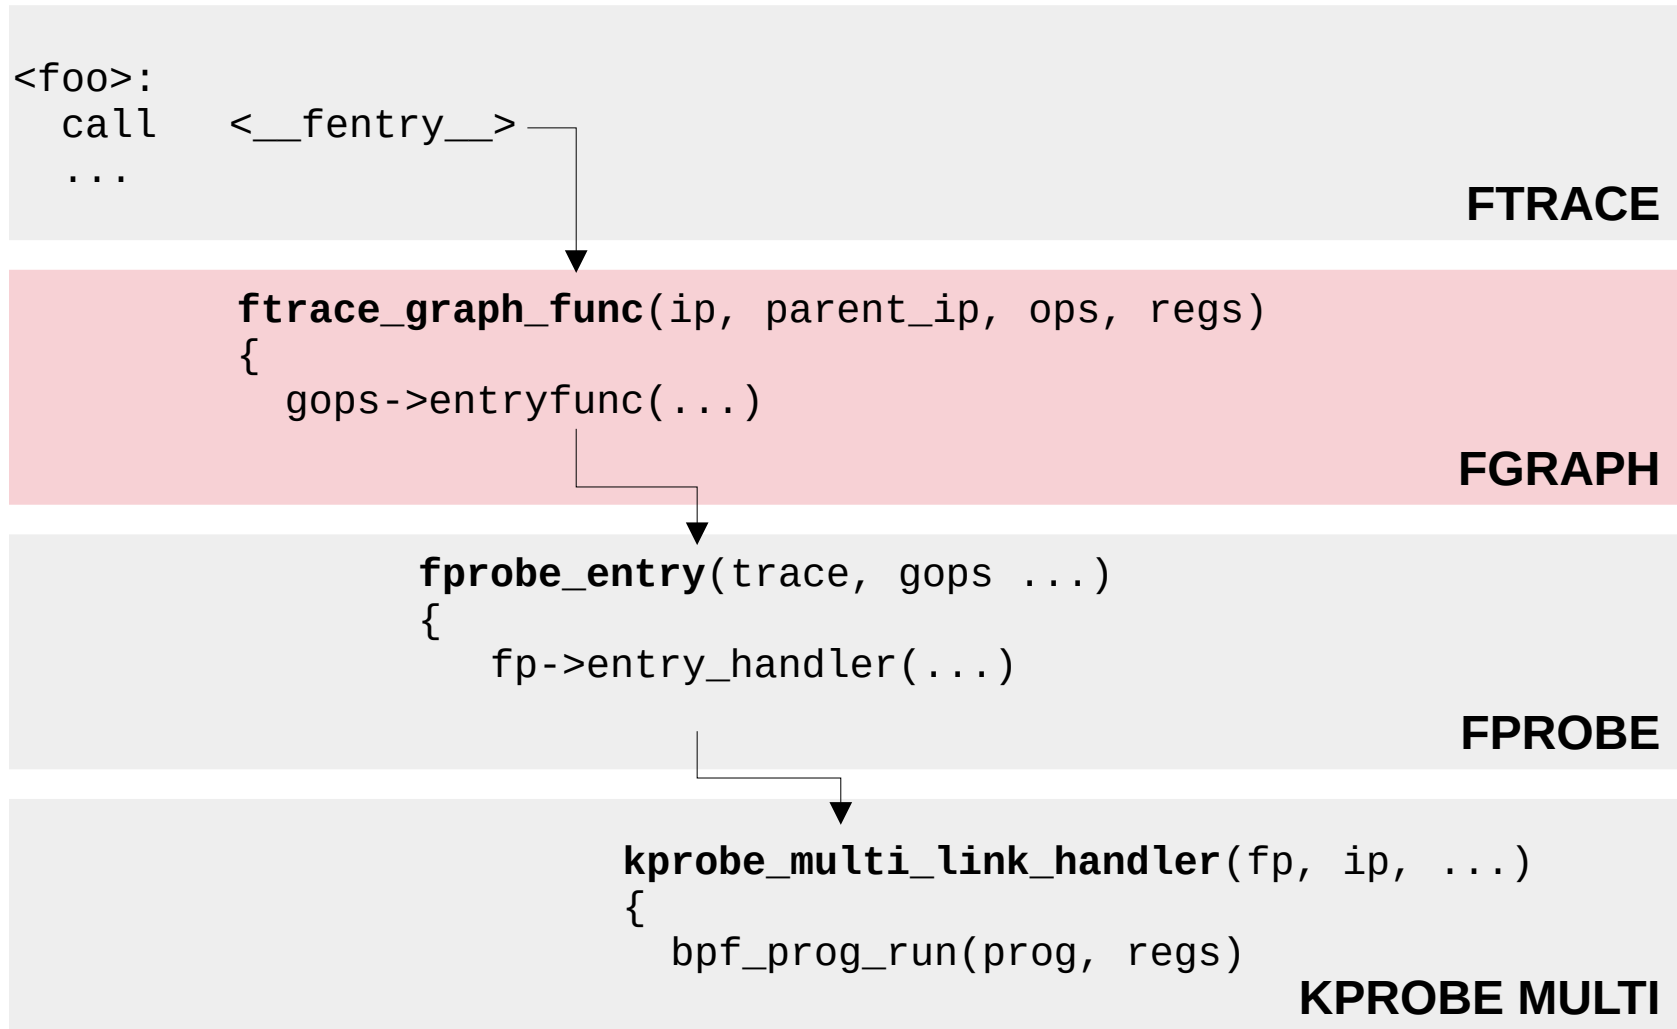 <foo>:
call <__fentry__>
...
FTRACE
ftrace_graph_func(ip, parent_ip, ops, regs)
{
gops->entryfunc(...)
FGRAPH
fprobe_entry(trace, gops ...)
{
fp->entry_handler(...)
FPROBE
kprobe_multi_link_handler(fp, ip, ...)
{
bpf_prog_run(prog, regs)
KPROBE MULTI